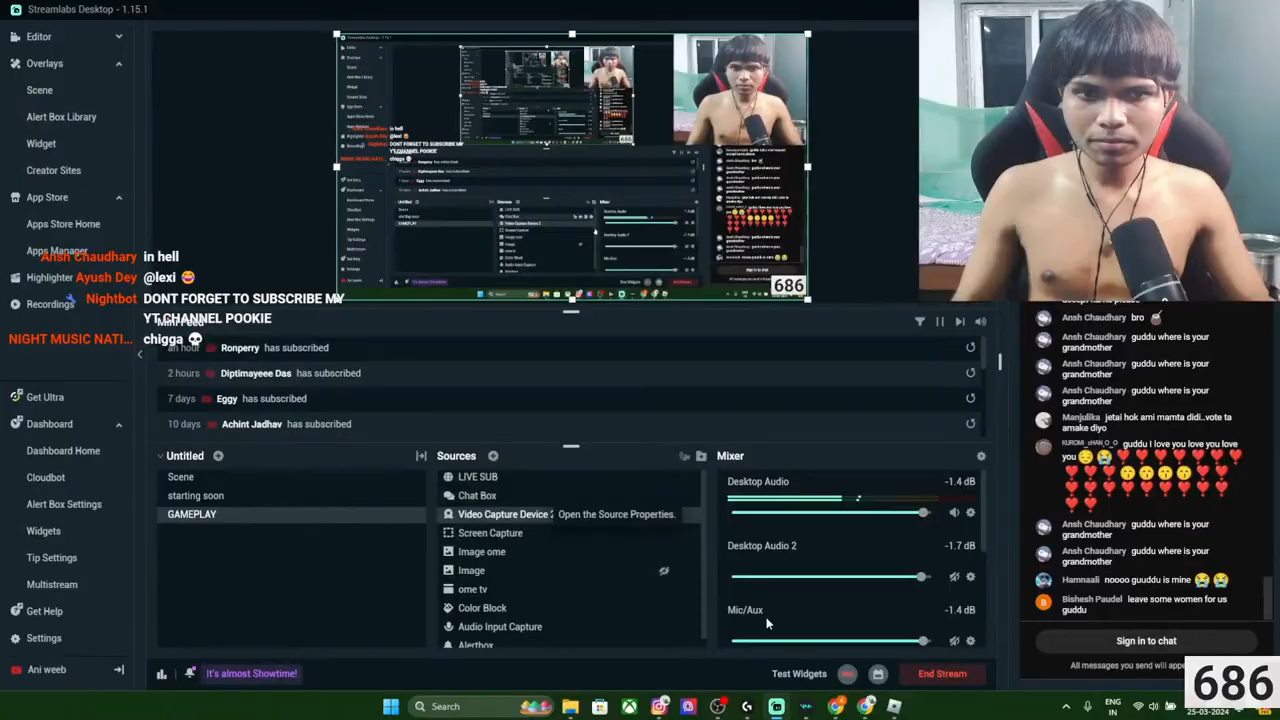 Streamlabs Desktop - 1.15.1
Editor
Overlays
Scene
Alert Box Library
Widget
App Store
Highlighter
Recordings
Get Ultra
Dashboard
Dashboard Home
Cloudbot
Alert Box Settings
Widgets
Tip Settings
Multistream
Get Help
Settings
Ani weeb
Ansh Chaudhary in hell
Ayush Dey @lexi 🥰
Nightbot DONT FORGET TO SUBSCRIBE MY
YT CHANNEL POOKIE
NIGHT MUSIC NATI... chigga 💀
686
an hour Ronperry has subscribed
2 hours Diptimayeee Das has subscribed
7 days Eggy has subscribed
10 days Achint Jadhav has subscribed
Untitled
Scene
starting soon
GAMEPLAY
Sources
LIVE SUB
Chat Box
Video Capture Device 2 Open the Source Properties.
Screen Capture
Image ome
Image
ome tv
Color Block
Audio Input Capture
Alertbox
Mixer
Desktop Audio -1.4 dB
Desktop Audio 2 -1.7 dB
Mic/Aux -1.4 dB
It's almost Showtime!
Test Widgets
REC
End Stream
Ansh Chaudhary bro
Ansh Chaudhary guddu where is your
grandmother
Ansh Chaudhary guddu where is your
grandmother
Ansh Chaudhary guddu where is your
grandmother
Manjulika jetai hok ami mamta didi..vote ta
amake diyo
KUROMI_cHAN_O_O guddu I love you love you love
you 😔😭❤️❤️❤️❤️❤️❤️❤️
❤️❤️❤️❤️😙😙😙😙❤️❤️
❤️❤️❤️❤️❤️❤️❤️❤️❤️
❤️❤️
Ansh Chaudhary guddu where is your
grandmother
Ansh Chaudhary guddu where is your
grandmother
Hamnaali noooo guuddu is mine 😭😭
Bishesh Paudel leave some women for us
guddu
Sign in to chat
All messages you send will appe
686
Search
ENG
IN
25-03-2024